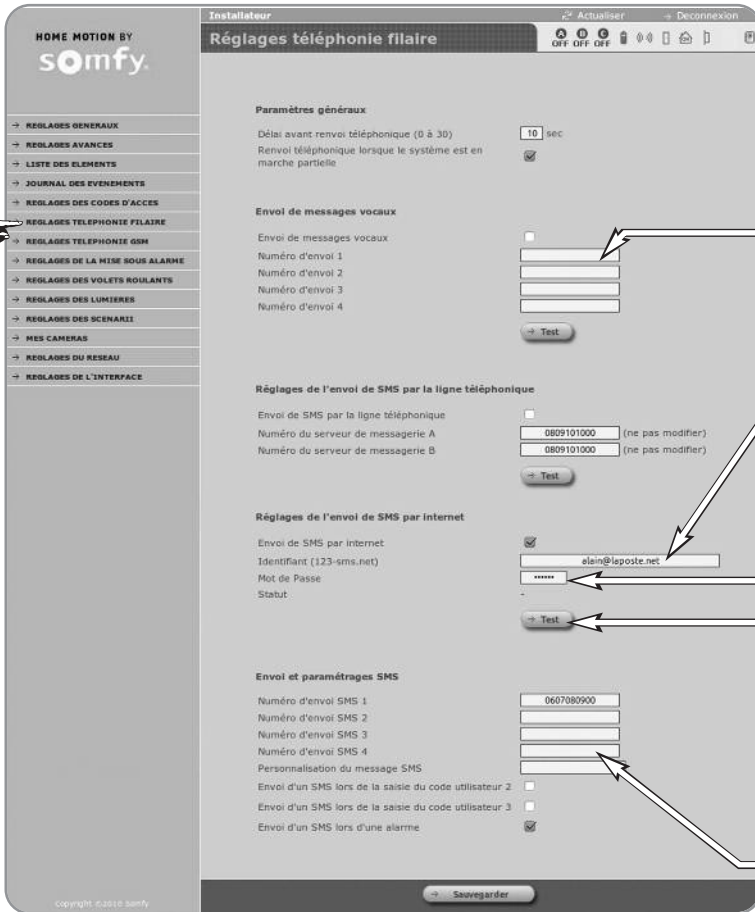 Installateur
Actualiser
→ Deconnexion
HOME MOTION BY
somfy.
Réglages téléphonie filaire
A B C
OFF OFF OFF
→ REGLAGES GENERAUX
→ REGLAGES AVANCES
→ LISTE DES ELEMENTS
→ JOURNAL DES EVENEMENTS
→ REGLAGES DES CODES D'ACCES
→ REGLAGES TELEPHONIE FILAIRE
→ REGLAGES TELEPHONIE GSM
→ REGLAGES DE LA MISE SOUS ALARME
→ REGLAGES DES VOLETS ROULANTS
→ REGLAGES DES LUMIERES
→ REGLAGES DES SCENARII
→ MES CAMERAS
→ REGLAGES DU RESEAU
→ REGLAGES DE L'INTERFACE
Paramètres généraux
Délai avant renvoi téléphonique (0 à 30) 10 sec
Renvoi téléphonique lorsque le système est en
marche partielle
Envoi de messages vocaux
Envoi de messages vocaux
Numéro d'envoi 1
Numéro d'envoi 2
Numéro d'envoi 3
Numéro d'envoi 4
→ Test
Réglages de l'envoi de SMS par la ligne téléphonique
Envoi de SMS par la ligne téléphonique
Numéro du serveur de messagerie A 0809101000 (ne pas modifier)
Numéro du serveur de messagerie B 0809101000 (ne pas modifier)
→ Test
Réglages de l'envoi de SMS par internet
Envoi de SMS par internet
Identifiant (123-sms.net) alain@laposte.net
Mot de Passe ••••••
Statut -
→ Test
Envoi et paramétrages SMS
Numéro d'envoi SMS 1 0607080900
Numéro d'envoi SMS 2
Numéro d'envoi SMS 3
Numéro d'envoi SMS 4
Personnalisation du message SMS
Envoi d'un SMS lors de la saisie du code utilisateur 2
Envoi d'un SMS lors de la saisie du code utilisateur 3
Envoi d'un SMS lors d'une alarme
→ Sauvegarder
Copyright ©2010 Somfy